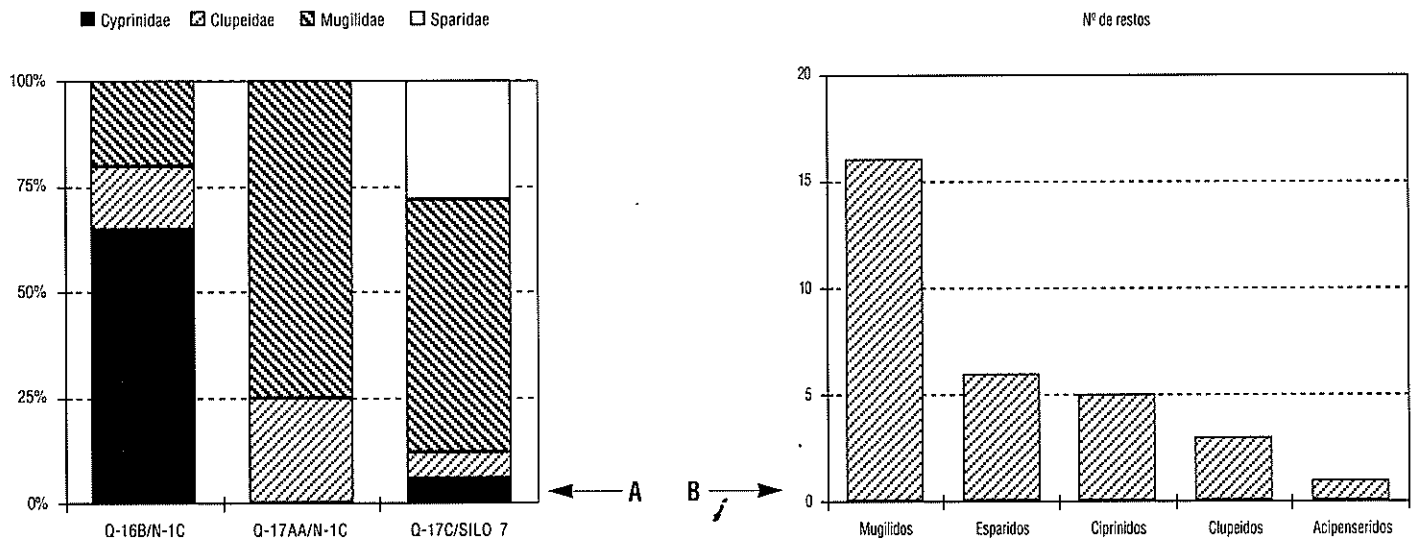 Cyprinidae Clupeidae Mugilidae Sparidae
100%
75%
50%
25%
0%
Q-16B/N-1C Q-17AA/N-1C Q-17C/SILO 7
A
B
Nº de restos
20
15
10
5
0
Mugilidos Esparidos Ciprinidos Clupeidos Acipenseridos